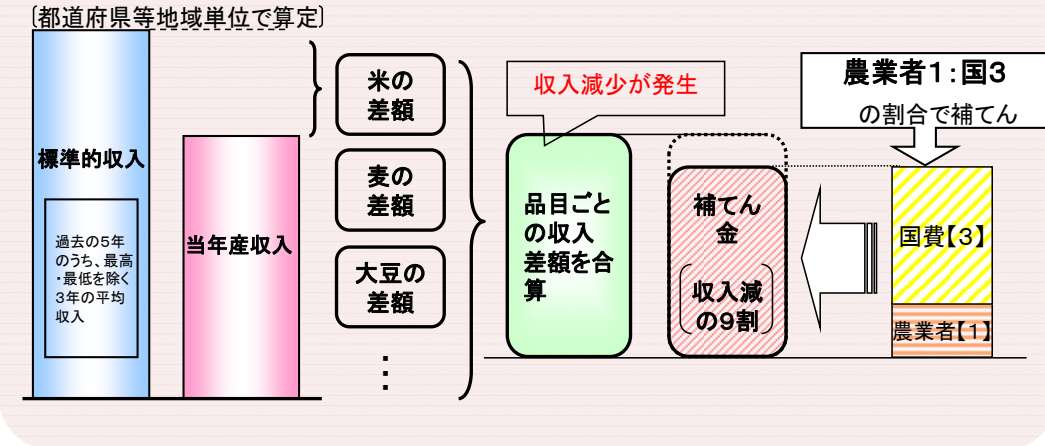 〔都道府県等地域単位で算定〕
標準的収入
過去の5年
のうち、最高
・最低を除く
3年の平均
収入
当年産収入
米の
差額
麦の
差額
大豆の
差額
⋮
収入減少が発生
品目ごと
の収入
差額を合
算
補てん
金
収入減
の9割
農業者1：国3
の割合で補てん
国費【3】
農業者【1】